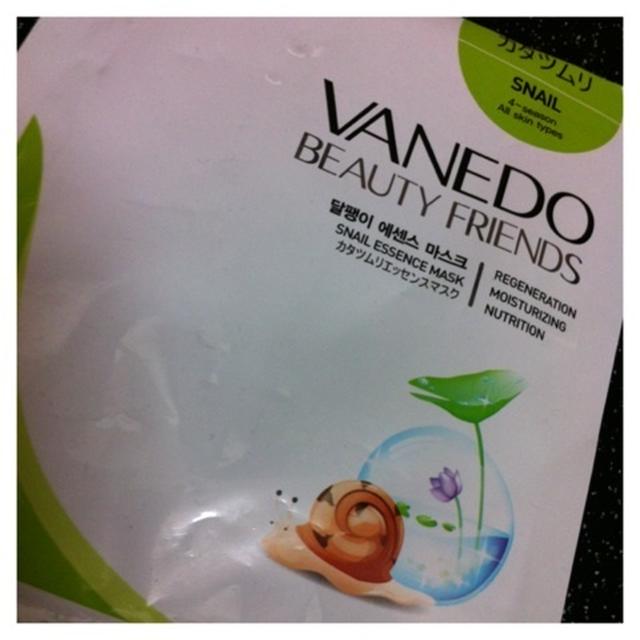 カタツムリ
SNAIL
4-season
All skin types
VANEDO
BEAUTY FRIENDS
달팽이 에센스 마스크
SNAIL ESSENCE MASK
カタツムリエッセンスマスク
REGENERATION
MOISTURIZING
NUTRITION